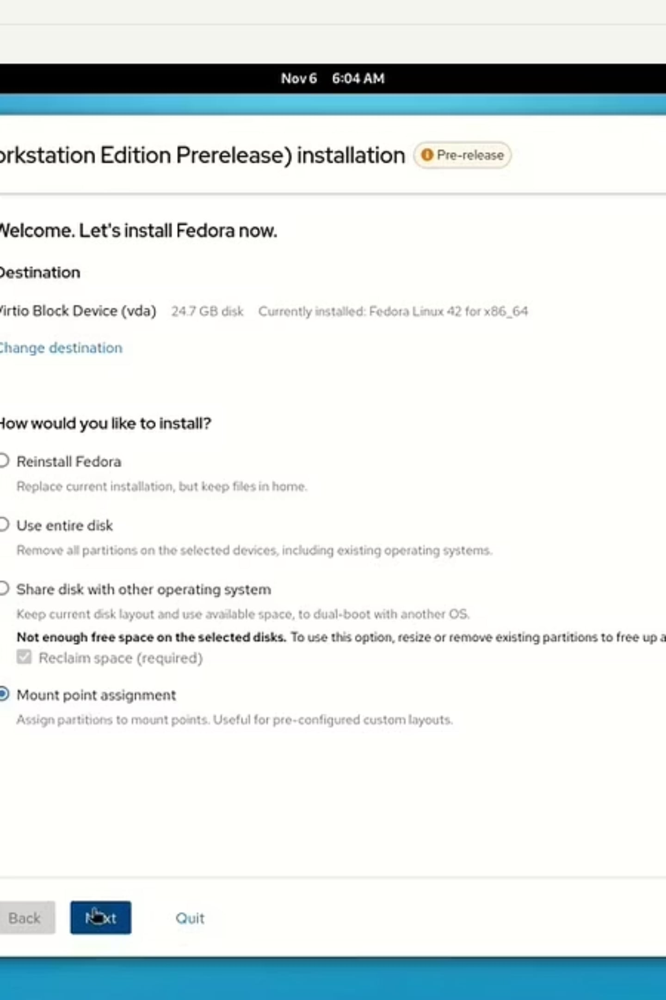 Nov 6 6:04 AM
orkstation Edition Prerelease) installation Pre-release
Welcome. Let's install Fedora now.
Destination
Virtio Block Device (vda) 24.7 GB disk Currently installed: Fedora Linux 42 for x86_64
Change destination
How would you like to install?
Reinstall Fedora
Replace current installation, but keep files in home.
Use entire disk
Remove all partitions on the selected devices, including existing operating systems.
Share disk with other operating system
Keep current disk layout and use available space, to dual-boot with another OS.
Not enough free space on the selected disks. To use this option, resize or remove existing partitions to free up a
Reclaim space (required)
Mount point assignment
Assign partitions to mount points. Useful for pre-configured custom layouts.
Back Next Quit